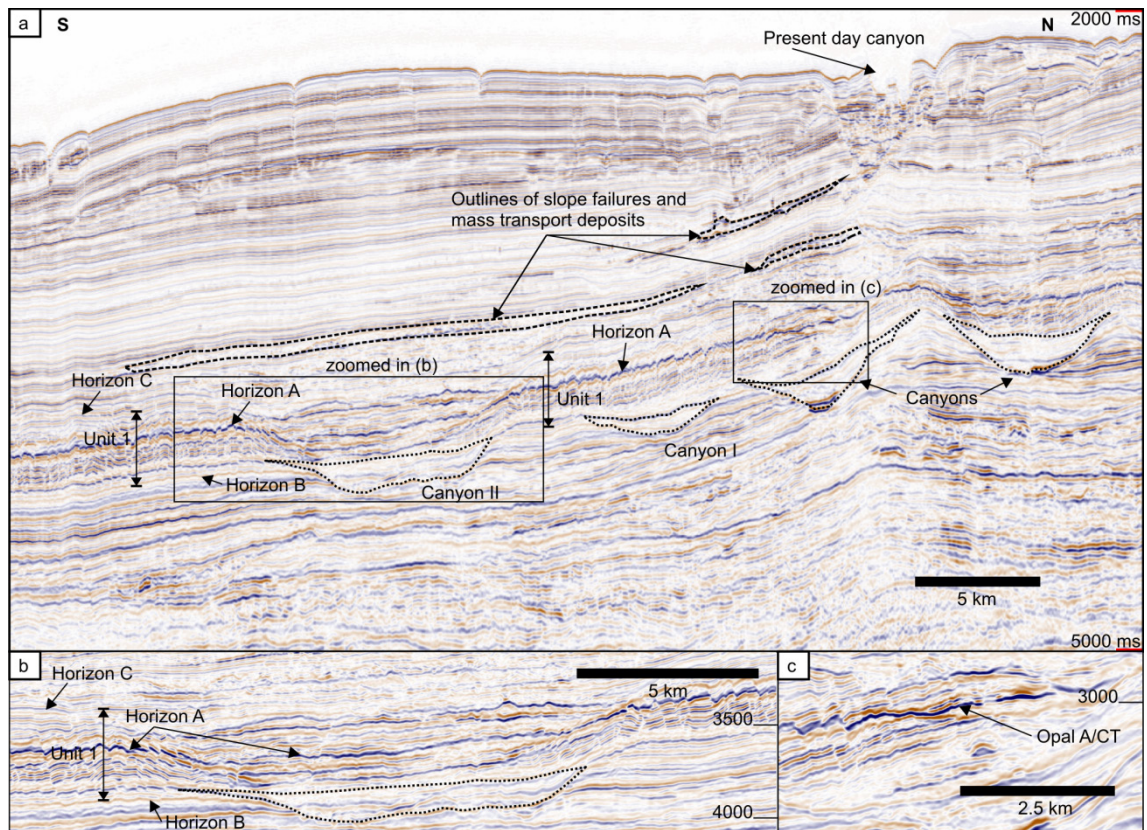 a
S
N
2000 ms
Present day canyon
Outlines of slope failures and
mass transport deposits
zoomed in (c)
Horizon A
zoomed in (b)
Horizon C
Horizon A
Unit 1
Unit 1
Canyons
Canyon I
Horizon B
Canyon II
5 km
5000 ms
b
Horizon C
5 km
Horizon A
3500
Unit 1
Horizon B
4000
c
3000
Opal A/CT
2.5 km